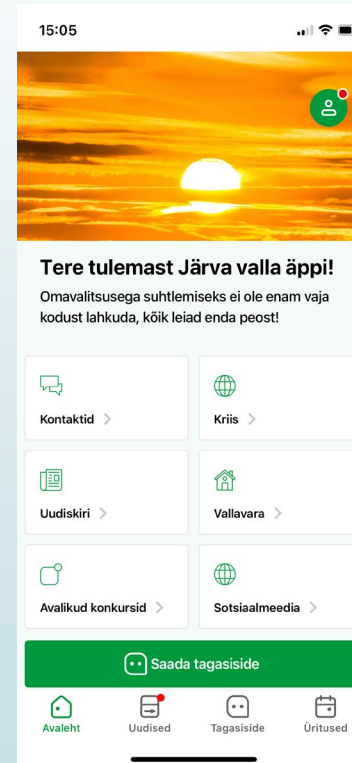 15:05
Tere tulemast Järva valla äppi!
Omavalitsusega suhtlemiseks ei ole enam vaja
kodust lahkuda, kõik leiad enda peost!
Kontaktid
Kriis
Uudiskiri
Vallavara
Avalikud konkursid
Sotsiaalmeedia
Saada tagasiside
Avaleht
Uudised
Tagasiside
Üritused